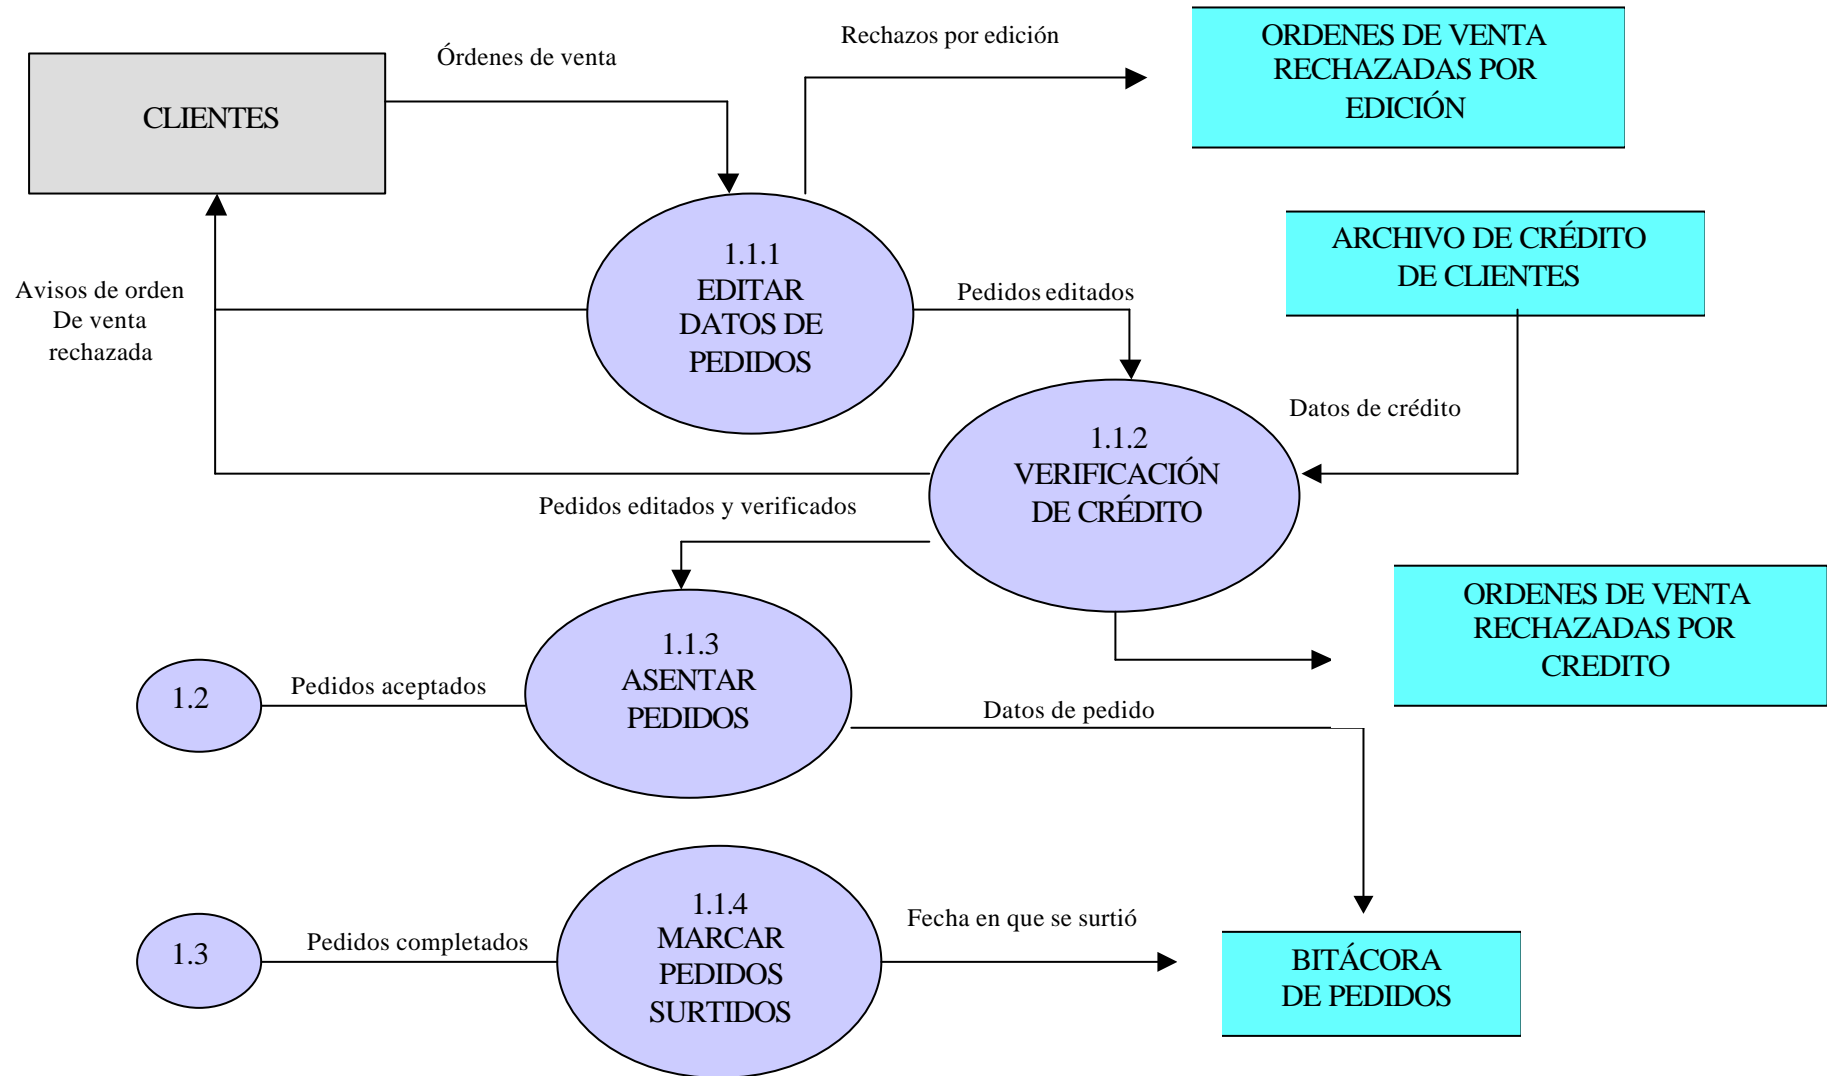 Órdenes de venta
Rechazos por edición
ORDENES DE VENTA
RECHAZADAS POR
EDICIÓN
CLIENTES
1.1.1
EDITAR
DATOS DE
PEDIDOS
ARCHIVO DE CRÉDITO
DE CLIENTES
Avisos de orden
De venta
rechazada
Pedidos editados
Datos de crédito
1.1.2
VERIFICACIÓN
DE CRÉDITO
Pedidos editados y verificados
ORDENES DE VENTA
RECHAZADAS POR
CREDITO
1.1.3
ASENTAR
PEDIDOS
1.2
Pedidos aceptados
Datos de pedido
1.1.4
MARCAR
PEDIDOS
SURTIDOS
1.3
Pedidos completados
Fecha en que se surtió
BITÁCORA
DE PEDIDOS